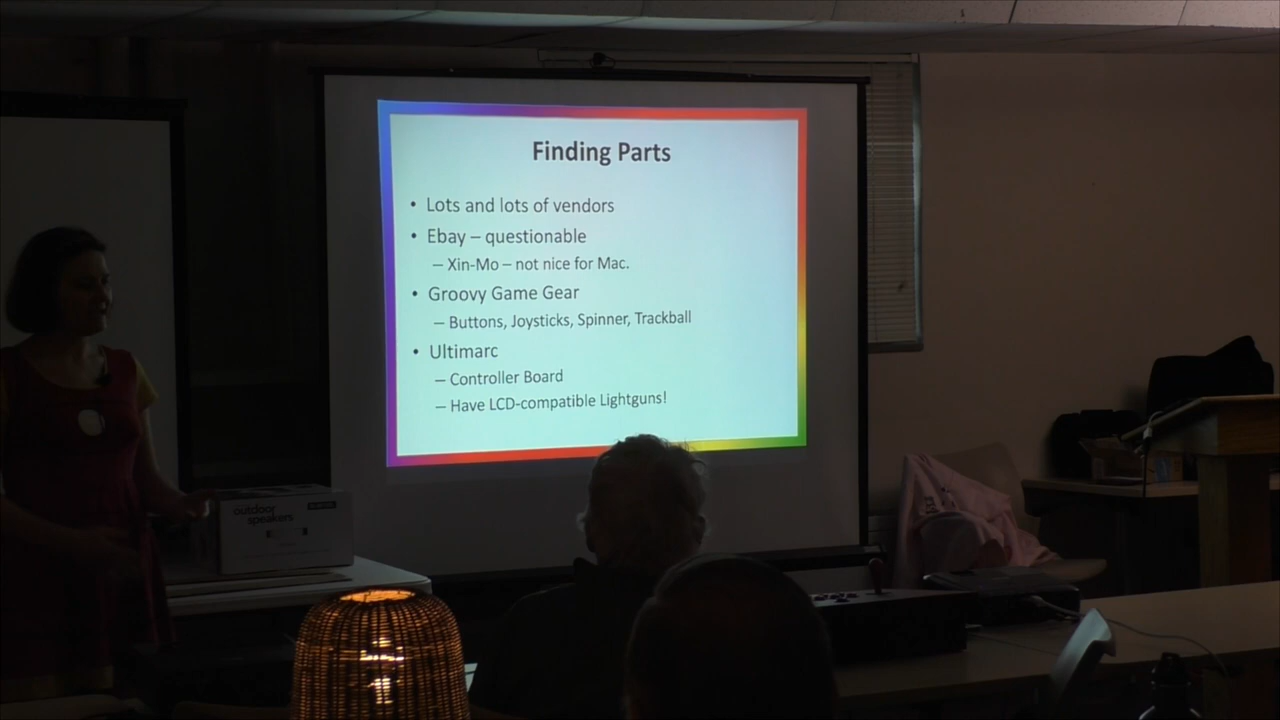 Finding Parts
• Lots and lots of vendors
• Ebay – questionable
– Xin-Mo – not nice for Mac.
• Groovy Game Gear
– Buttons, Joysticks, Spinner, Trackball
• Ultimarc
– Controller Board
– Have LCD-compatible Lightguns!
outdoor
speakers